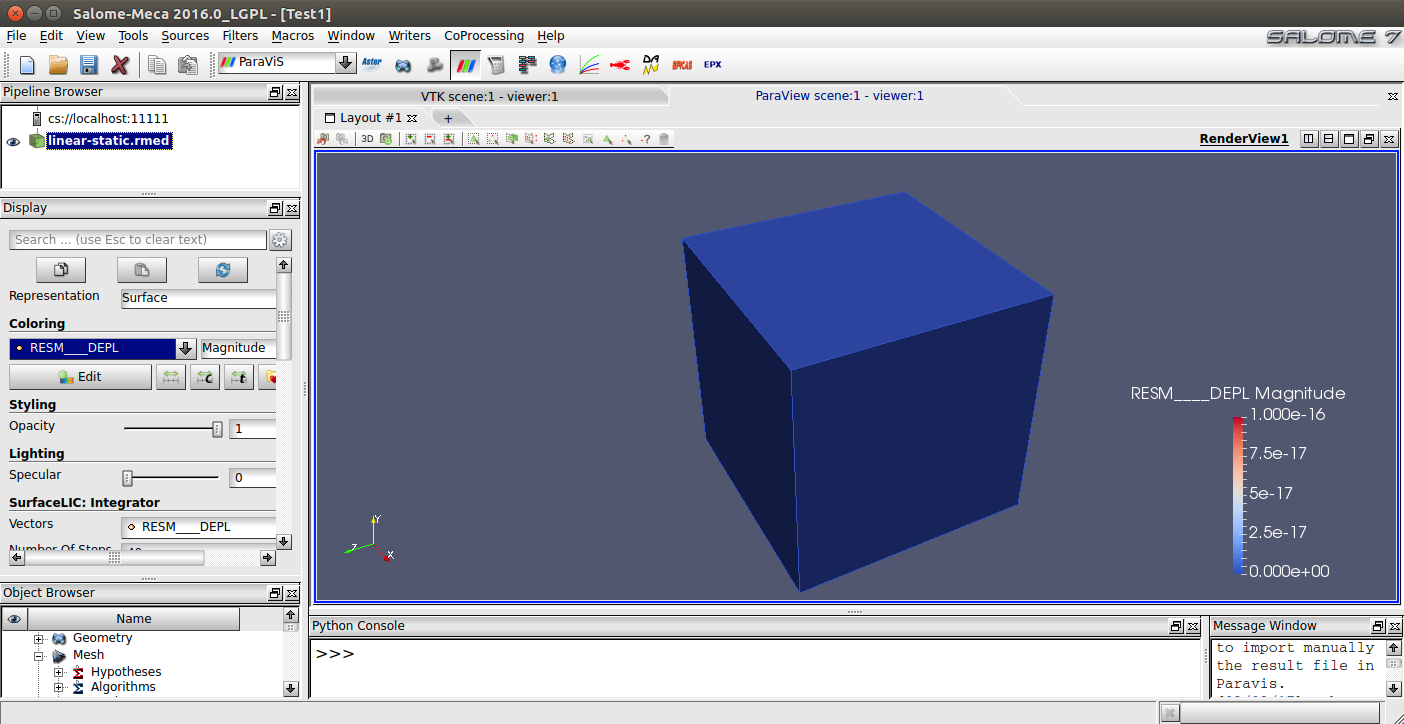 Salome-Meca 2016.0_LGPL - [Test1]
File Edit View Tools Sources Filters Macros Window Writers CoProcessing Help
SALOME 7
ParaViS Aster DA EFICAS EPX
Pipeline Browser
cs://localhost:11111
linear-static.rmed
Display
Search ... (use Esc to clear text)
Representation Surface
Coloring
RESM____DEPL Magnitude
Edit
Styling
Opacity 1
Lighting
Specular 0
SurfaceLIC: Integrator
Vectors RESM____DEPL
Number Of Steps 40
Object Browser
Name
Geometry
Mesh
Hypotheses
Algorithms
VTK scene:1 - viewer:1 ParaView scene:1 - viewer:1
Layout #1 +
3D RenderView1
RESM____DEPL Magnitude
1.000e-16
7.5e-17
5e-17
2.5e-17
0.000e+00
Y
Z
X
Python Console
>>>
Message Window
to import manually
the result file in
Paravis.